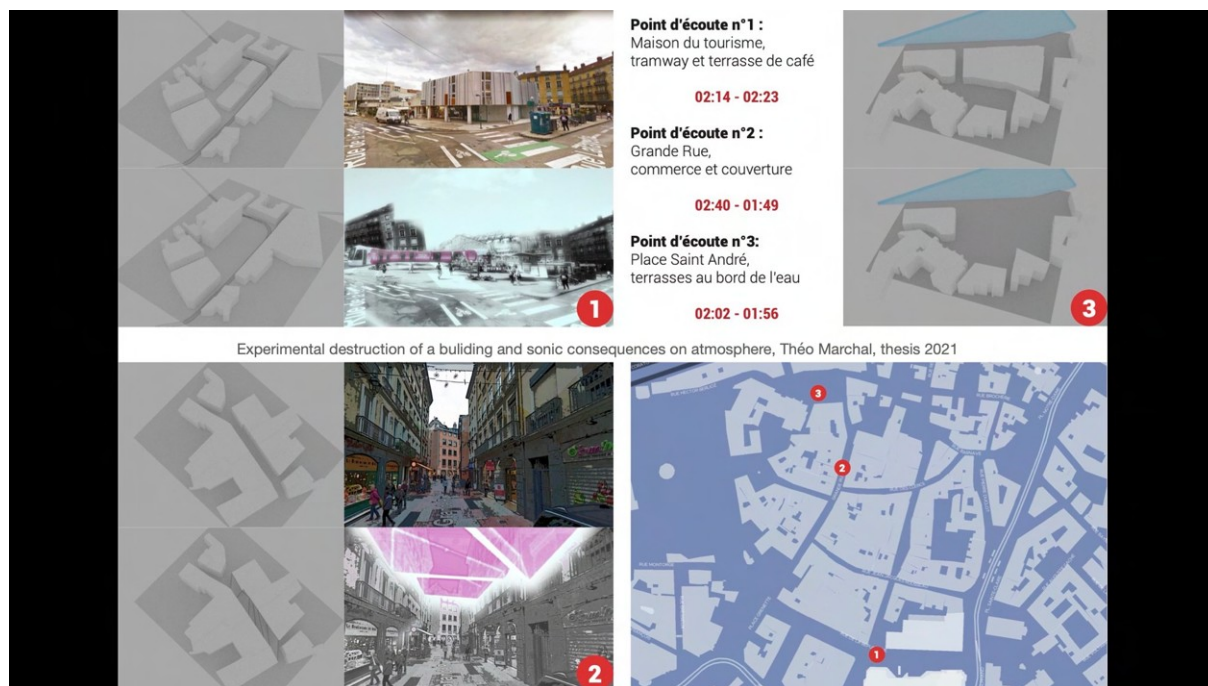 Point d'écoute n°1 :
Maison du tourisme,
tramway et terrasse de café
02:14 - 02:23
Point d'écoute n°2 :
Grande Rue,
commerce et couverture
02:40 - 01:49
Point d'écoute n°3:
Place Saint André,
terrasses au bord de l'eau
02:02 - 01:56
1
3
Experimental destruction of a buliding and sonic consequences on atmosphere, Théo Marchal, thesis 2021
3
2
RUE MONTORGE
1
2